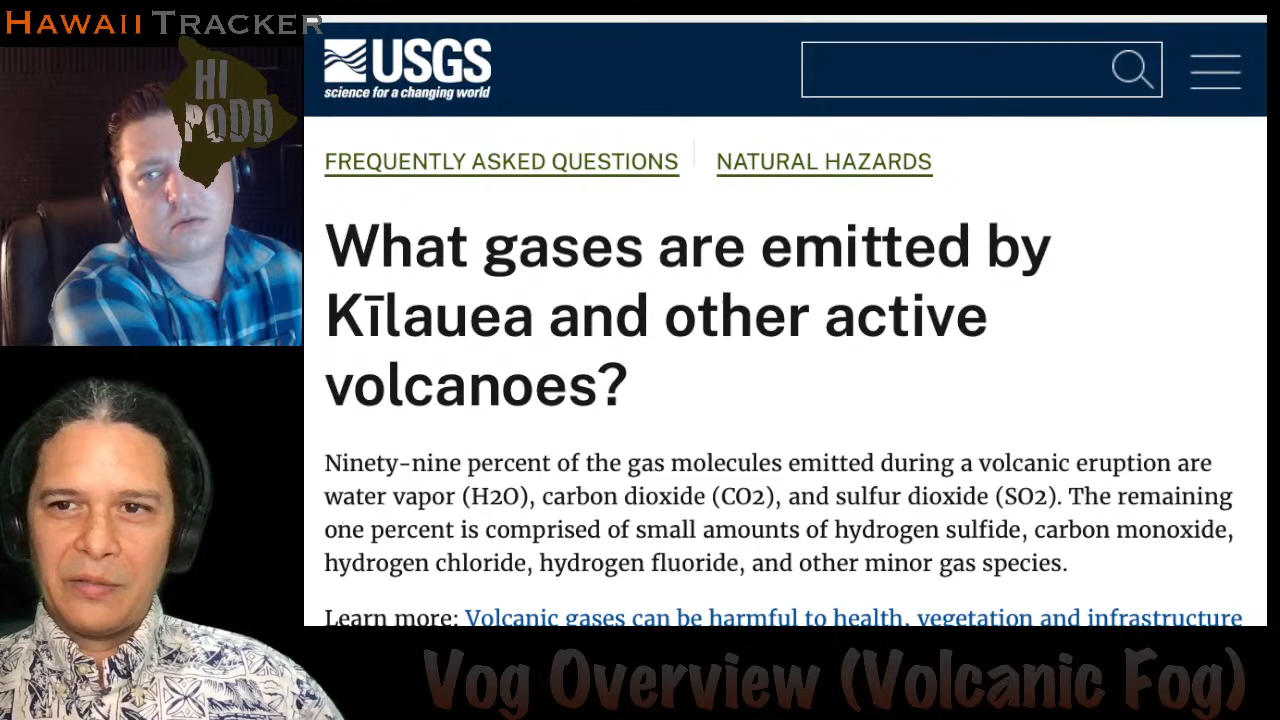 HAWAII TRACKER
HI
PODD
USGS
science for a changing world
FREQUENTLY ASKED QUESTIONS
NATURAL HAZARDS
What gases are emitted by
Kīlauea and other active
volcanoes?
Ninety-nine percent of the gas molecules emitted during a volcanic eruption are
water vapor (H2O), carbon dioxide (CO2), and sulfur dioxide (SO2). The remaining
one percent is comprised of small amounts of hydrogen sulfide, carbon monoxide,
hydrogen chloride, hydrogen fluoride, and other minor gas species.
Learn more: Volcanic gases can be harmful to health, vegetation and infrastructure
Vog Overview (Volcanic Fog)